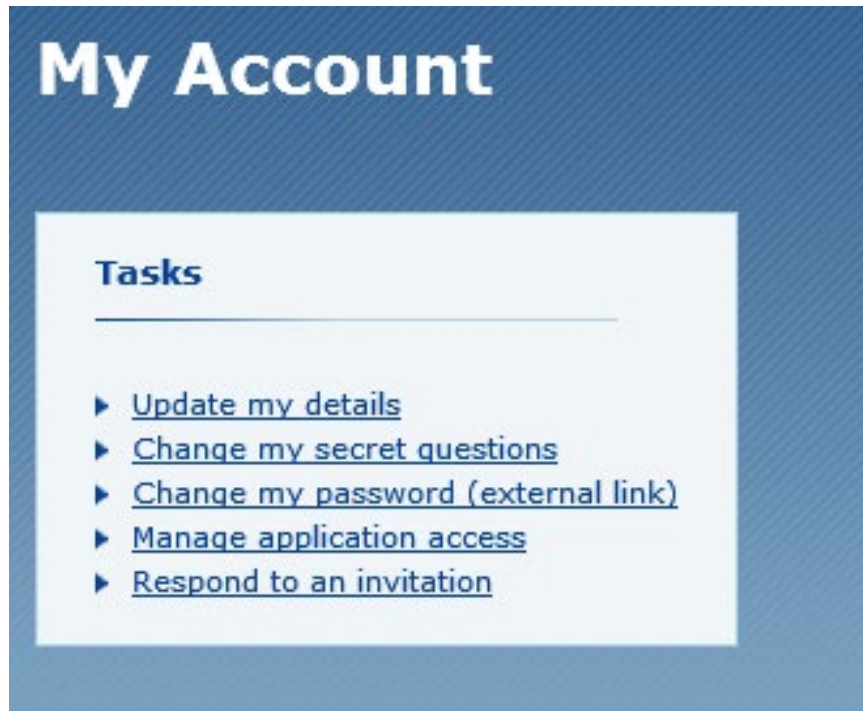 My Account
Tasks
Update my details
Change my secret questions
Change my password (external link)
Manage application access
Respond to an invitation